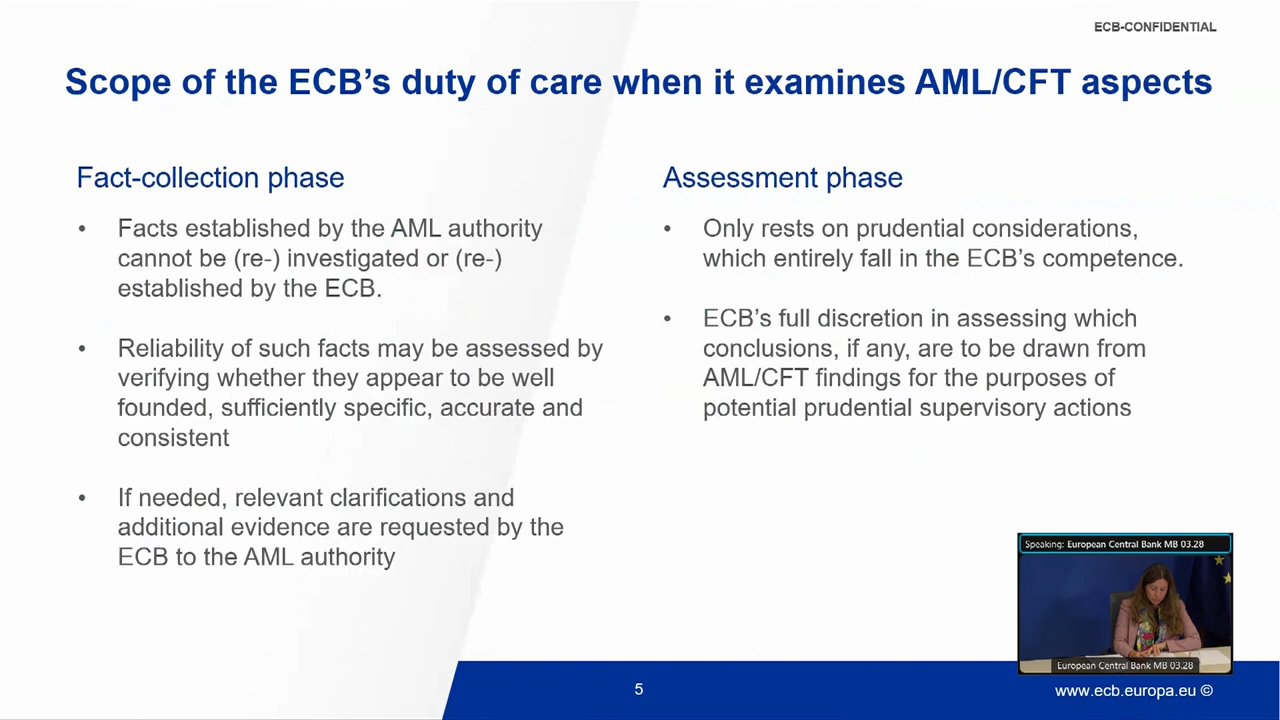 ECB-CONFIDENTIAL
Scope of the ECB’s duty of care when it examines AML/CFT aspects
Fact-collection phase
• Facts established by the AML authority
cannot be (re-) investigated or (re-)
established by the ECB.
• Reliability of such facts may be assessed by
verifying whether they appear to be well
founded, sufficiently specific, accurate and
consistent
• If needed, relevant clarifications and
additional evidence are requested by the
ECB to the AML authority
Assessment phase
• Only rests on prudential considerations,
which entirely fall in the ECB’s competence.
• ECB’s full discretion in assessing which
conclusions, if any, are to be drawn from
AML/CFT findings for the purposes of
potential prudential supervisory actions
Speaking: European Central Bank MB 03.28
European Central Bank MB 03.28
5
www.ecb.europa.eu ©